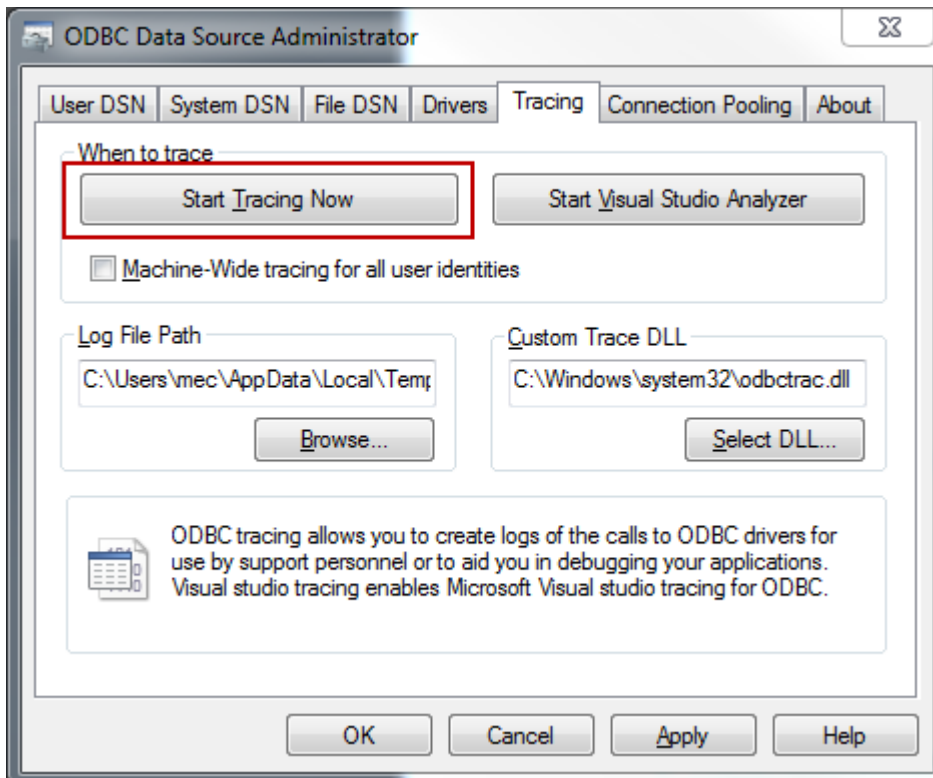 ODBC Data Source Administrator
User DSN System DSN File DSN Drivers Tracing Connection Pooling About
When to trace
Start Tracing Now Start Visual Studio Analyzer
Machine-Wide tracing for all user identities
Log File Path Custom Trace DLL
C:\Users\mec\AppData\Local\Temp C:\Windows\system32\odbctrac.dll
Browse... Select DLL...
ODBC tracing allows you to create logs of the calls to ODBC drivers for
use by support personnel or to aid you in debugging your applications.
Visual studio tracing enables Microsoft Visual studio tracing for ODBC.
OK Cancel Apply Help